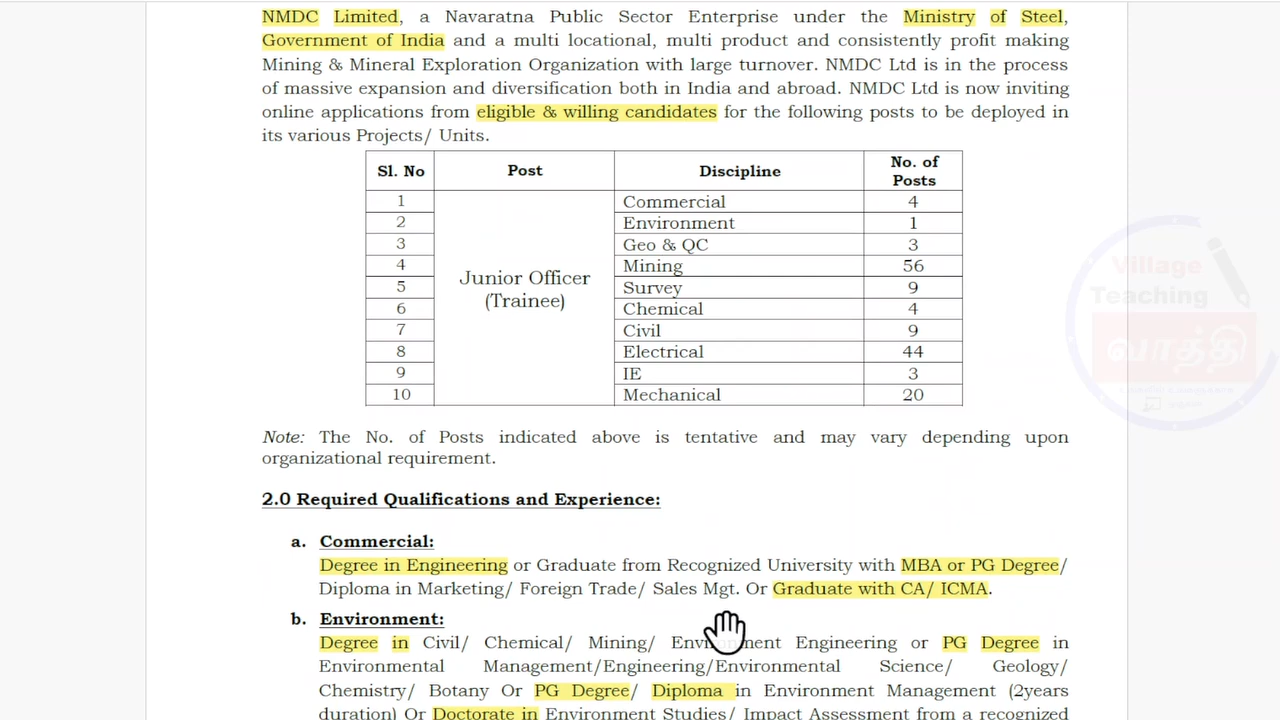 NMDC Limited, a Navaratna Public Sector Enterprise under the Ministry of Steel,
Government of India and a multi locational, multi product and consistently profit making
Mining & Mineral Exploration Organization with large turnover. NMDC Ltd is in the process
of massive expansion and diversification both in India and abroad. NMDC Ltd is now inviting
online applications from eligible & willing candidates for the following posts to be deployed in
its various Projects/ Units.
Sl. No Post Discipline No. of Posts
1 Commercial 4
2 Environment 1
3 Geo & QC 3
4 Mining 56
5 Survey 9
6 Chemical 4
7 Civil 9
8 Electrical 44
9 IE 3
10 Mechanical 20
Junior Officer
(Trainee)
Note: The No. of Posts indicated above is tentative and may vary depending upon
organizational requirement.
2.0 Required Qualifications and Experience:
a. Commercial:
Degree in Engineering or Graduate from Recognized University with MBA or PG Degree/
Diploma in Marketing/ Foreign Trade/ Sales Mgt. Or Graduate with CA/ ICMA.
b. Environment:
Degree in Civil/ Chemical/ Mining/ Environment Engineering or PG Degree in
Environmental Management/Engineering/Environmental Science/ Geology/
Chemistry/ Botany Or PG Degree/ Diploma in Environment Management (2years
duration) Or Doctorate in Environment Studies/ Impact Assessment from a recognized
Village
Teaching
வாத்தி